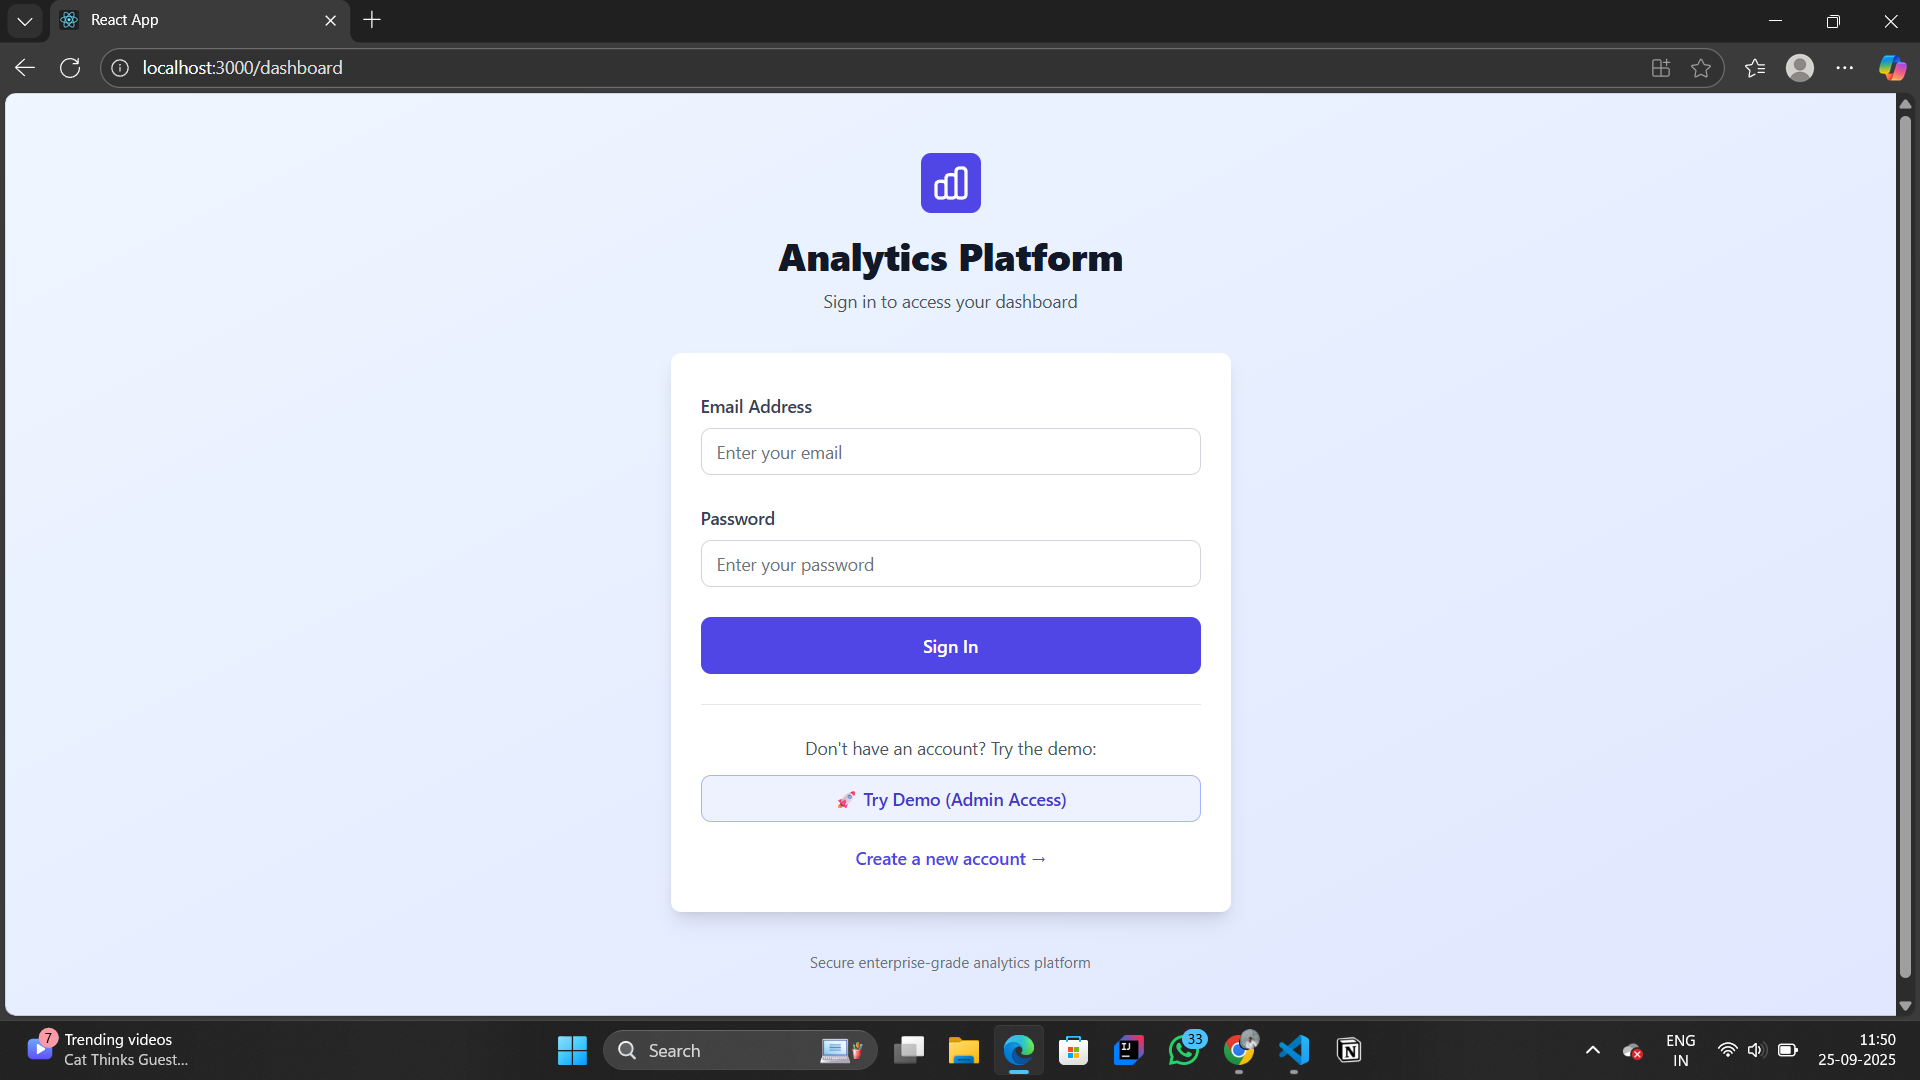 React App
localhost:3000/dashboard
Analytics Platform
Sign in to access your dashboard
Email Address
Enter your email
Password
Enter your password
Sign In
Don't have an account? Try the demo:
🚀 Try Demo (Admin Access)
Create a new account →
Secure enterprise-grade analytics platform
7
Trending videos
Cat Thinks Guest...
Search
IJ
33
ENG
IN
11:50
25-09-2025